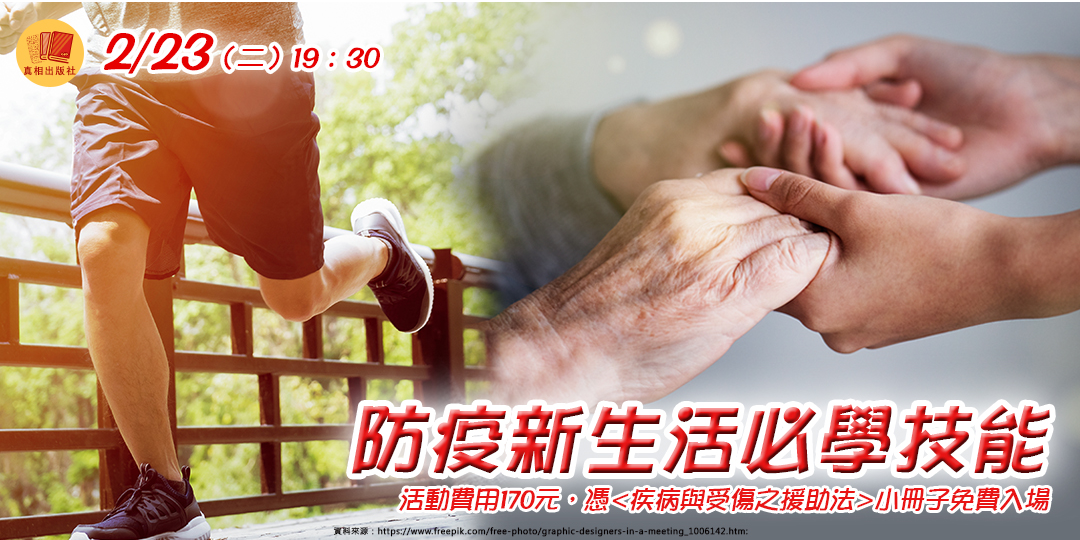 真相出版社
2/23（二）19：30
防疫新生活必學技能
活動費用170元，憑<疾病與受傷之援助法>小冊子免費入場
資料來源：https://www.freepik.com/free-photo/graphic-designers-in-a-meeting_1006142.htm: